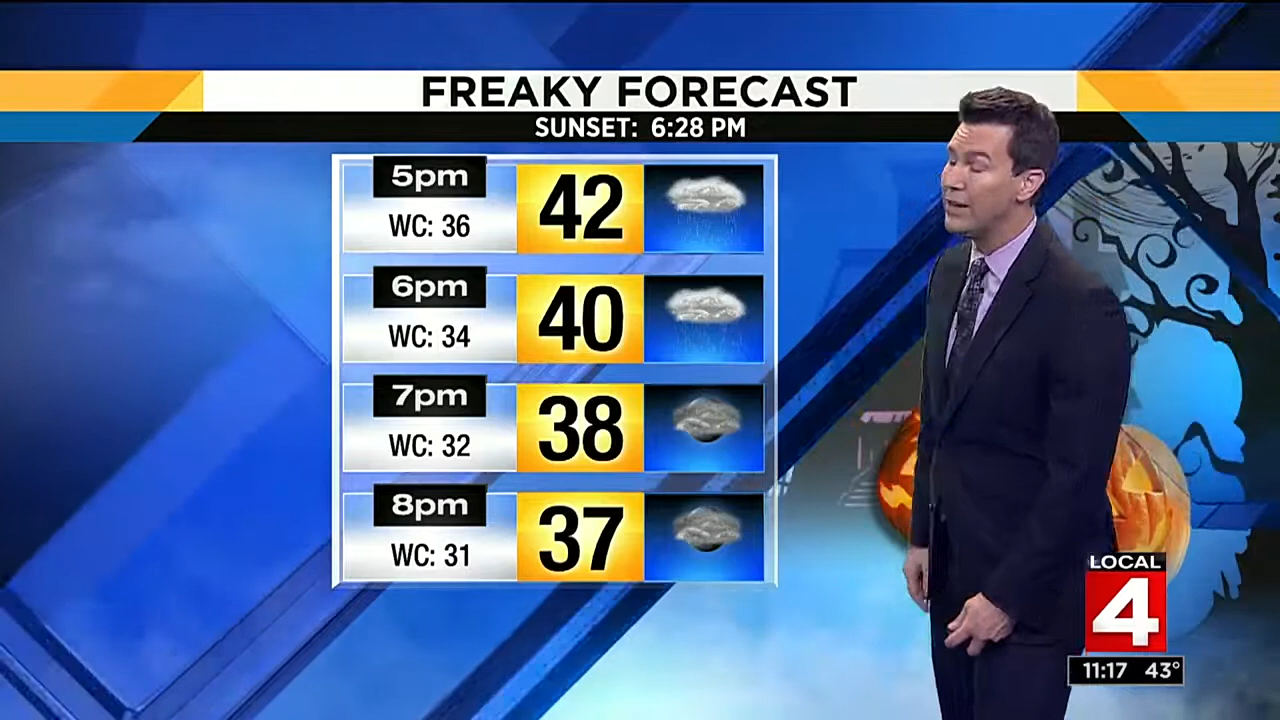 FREAKY FORECAST
SUNSET: 6:28 PM
5pm
WC: 36
42
6pm
WC: 34
40
7pm
WC: 32
38
8pm
WC: 31
37
LOCAL
4
11:17 43°